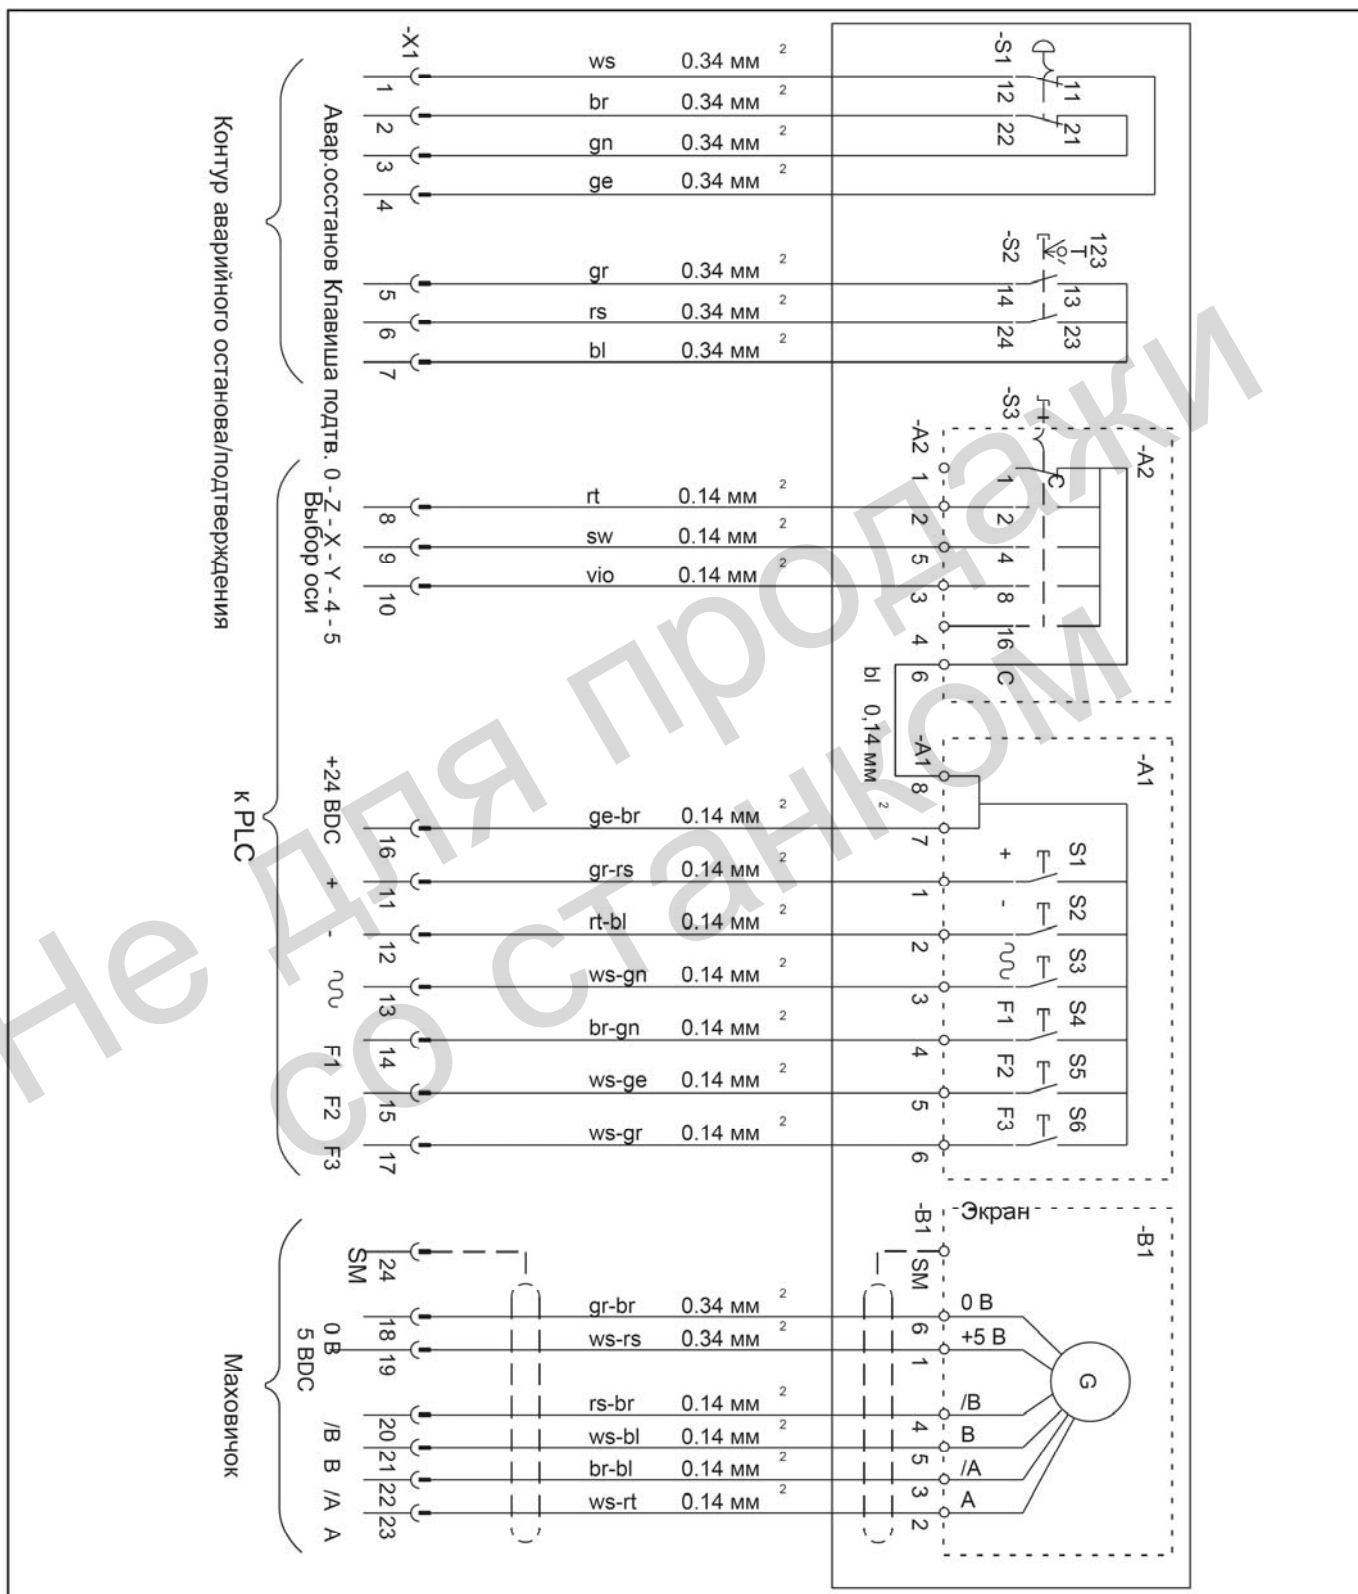 -X1
-S1
1 ws 0.34 мм 2 12 11
2 br 0.34 мм 2 22 21
3 gn 0.34 мм 2
4 ge 0.34 мм 2
Авар.осстанов Клавиша подтв. 0 - Z - X - Y - 4 - 5
Выбор оси
Контур аварийного останова/подтверждения
-S2 123
5 gr 0.34 мм 2 14 13
6 rs 0.34 мм 2 24 23
7 bl 0.34 мм 2
-S3
-A2 -A2
1 1 C
8 rt 0.14 мм 2 2 2
9 sw 0.14 мм 2 5 4
10 vio 0.14 мм 2 3 8
4 16
6 C
bl 0,14 мм 2
-A1 -A1
8
к PLC
+24 BDC 16 ge-br 0.14 мм 2 7
+ 11 gr-rs 0.14 мм 2 1 + S1
- 12 rt-bl 0.14 мм 2 2 - S2
13 ws-gn 0.14 мм 2 3 S3
F1 14 br-gn 0.14 мм 2 4 F1 S4
F2 15 ws-ge 0.14 мм 2 5 F2 S5
F3 17 ws-gr 0.14 мм 2 6 F3 S6
-B1 Экран -B1
SM 24 SM
Маховичок
0 В 18 gr-br 0.34 мм 2 6 0 В
5 BDC 19 ws-rs 0.34 мм 2 1 +5 В
/B 20 rs-br 0.14 мм 2 4 /B
B 21 ws-bl 0.14 мм 2 5 B
/A 22 br-bl 0.14 мм 2 3 /A
A 23 ws-rt 0.14 мм 2 2 A
G
Не для продажи
со станком